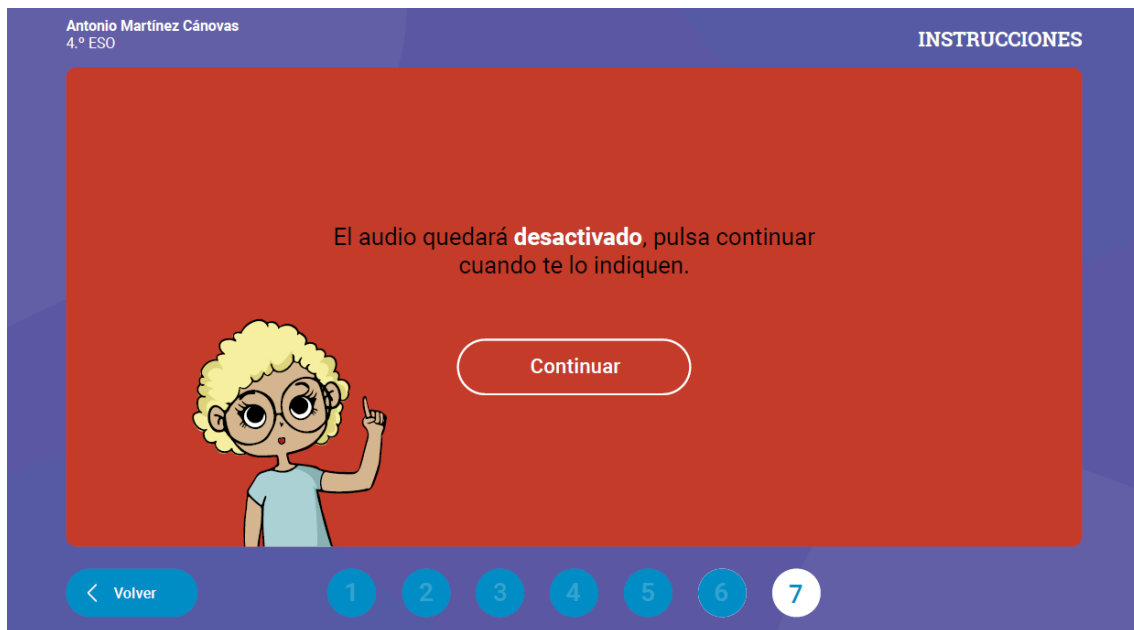 Antonio Martínez Cánovas
4.º ESO
INSTRUCCIONES
El audio quedará desactivado, pulsa continuar
cuando te lo indiquen.
Continuar
Volver
1 2 3 4 5 6 7